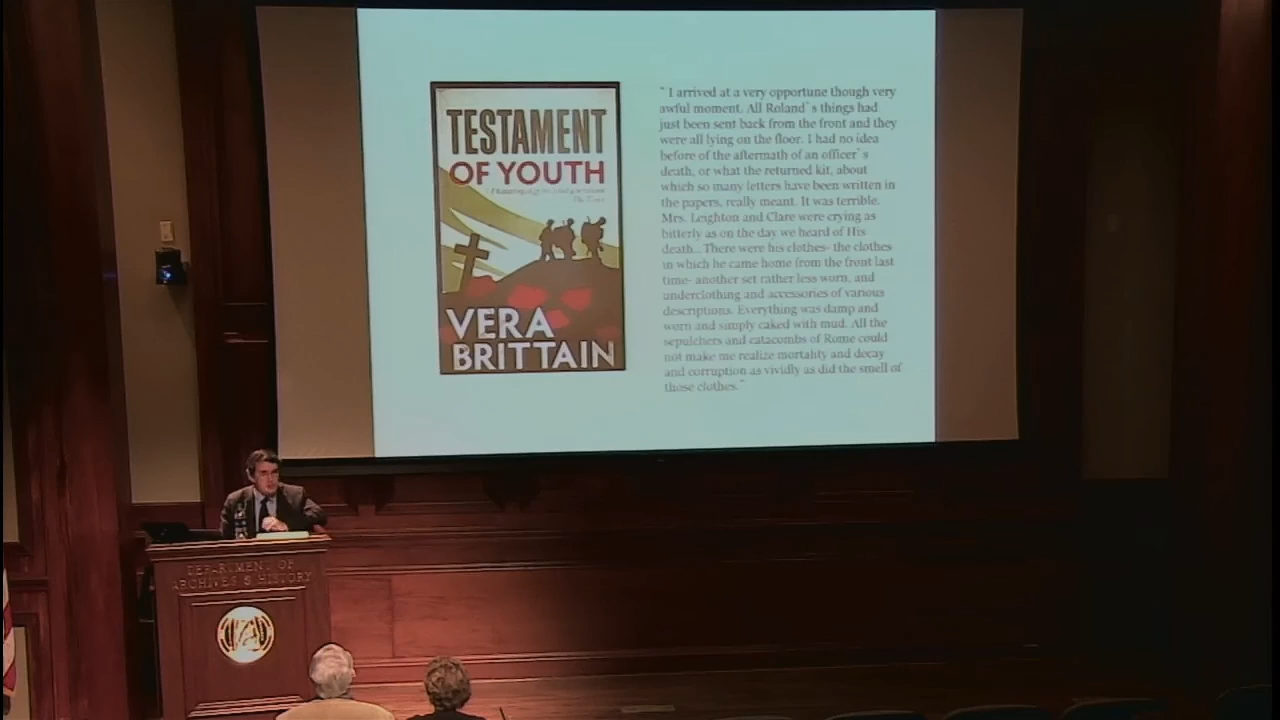 TESTAMENT
OF YOUTH
VERA
BRITTAIN
" I arrived at a very opportune though very
awful moment. All Roland's things had
just been sent back from the front and they
were all lying on the floor. I had no idea
before of the aftermath of an officer's
death, or what the returned kit, about
which so many letters have been written in
the papers, really meant. It was terrible.
Mrs. Leighton and Clare were crying as
bitterly as on the day we heard of His
death... There were his clothes- the clothes
in which he came home from the front last
time- another set rather less worn, and
underclothing and accessories of various
descriptions. Everything was damp and
worn and simply caked with mud. All the
sepulchers and catacombs of Rome could
not make me realize mortality and decay
and corruption as vividly as did the smell of
those clothes."
DEPARTMENT OF
ARCHIVES & HISTORY